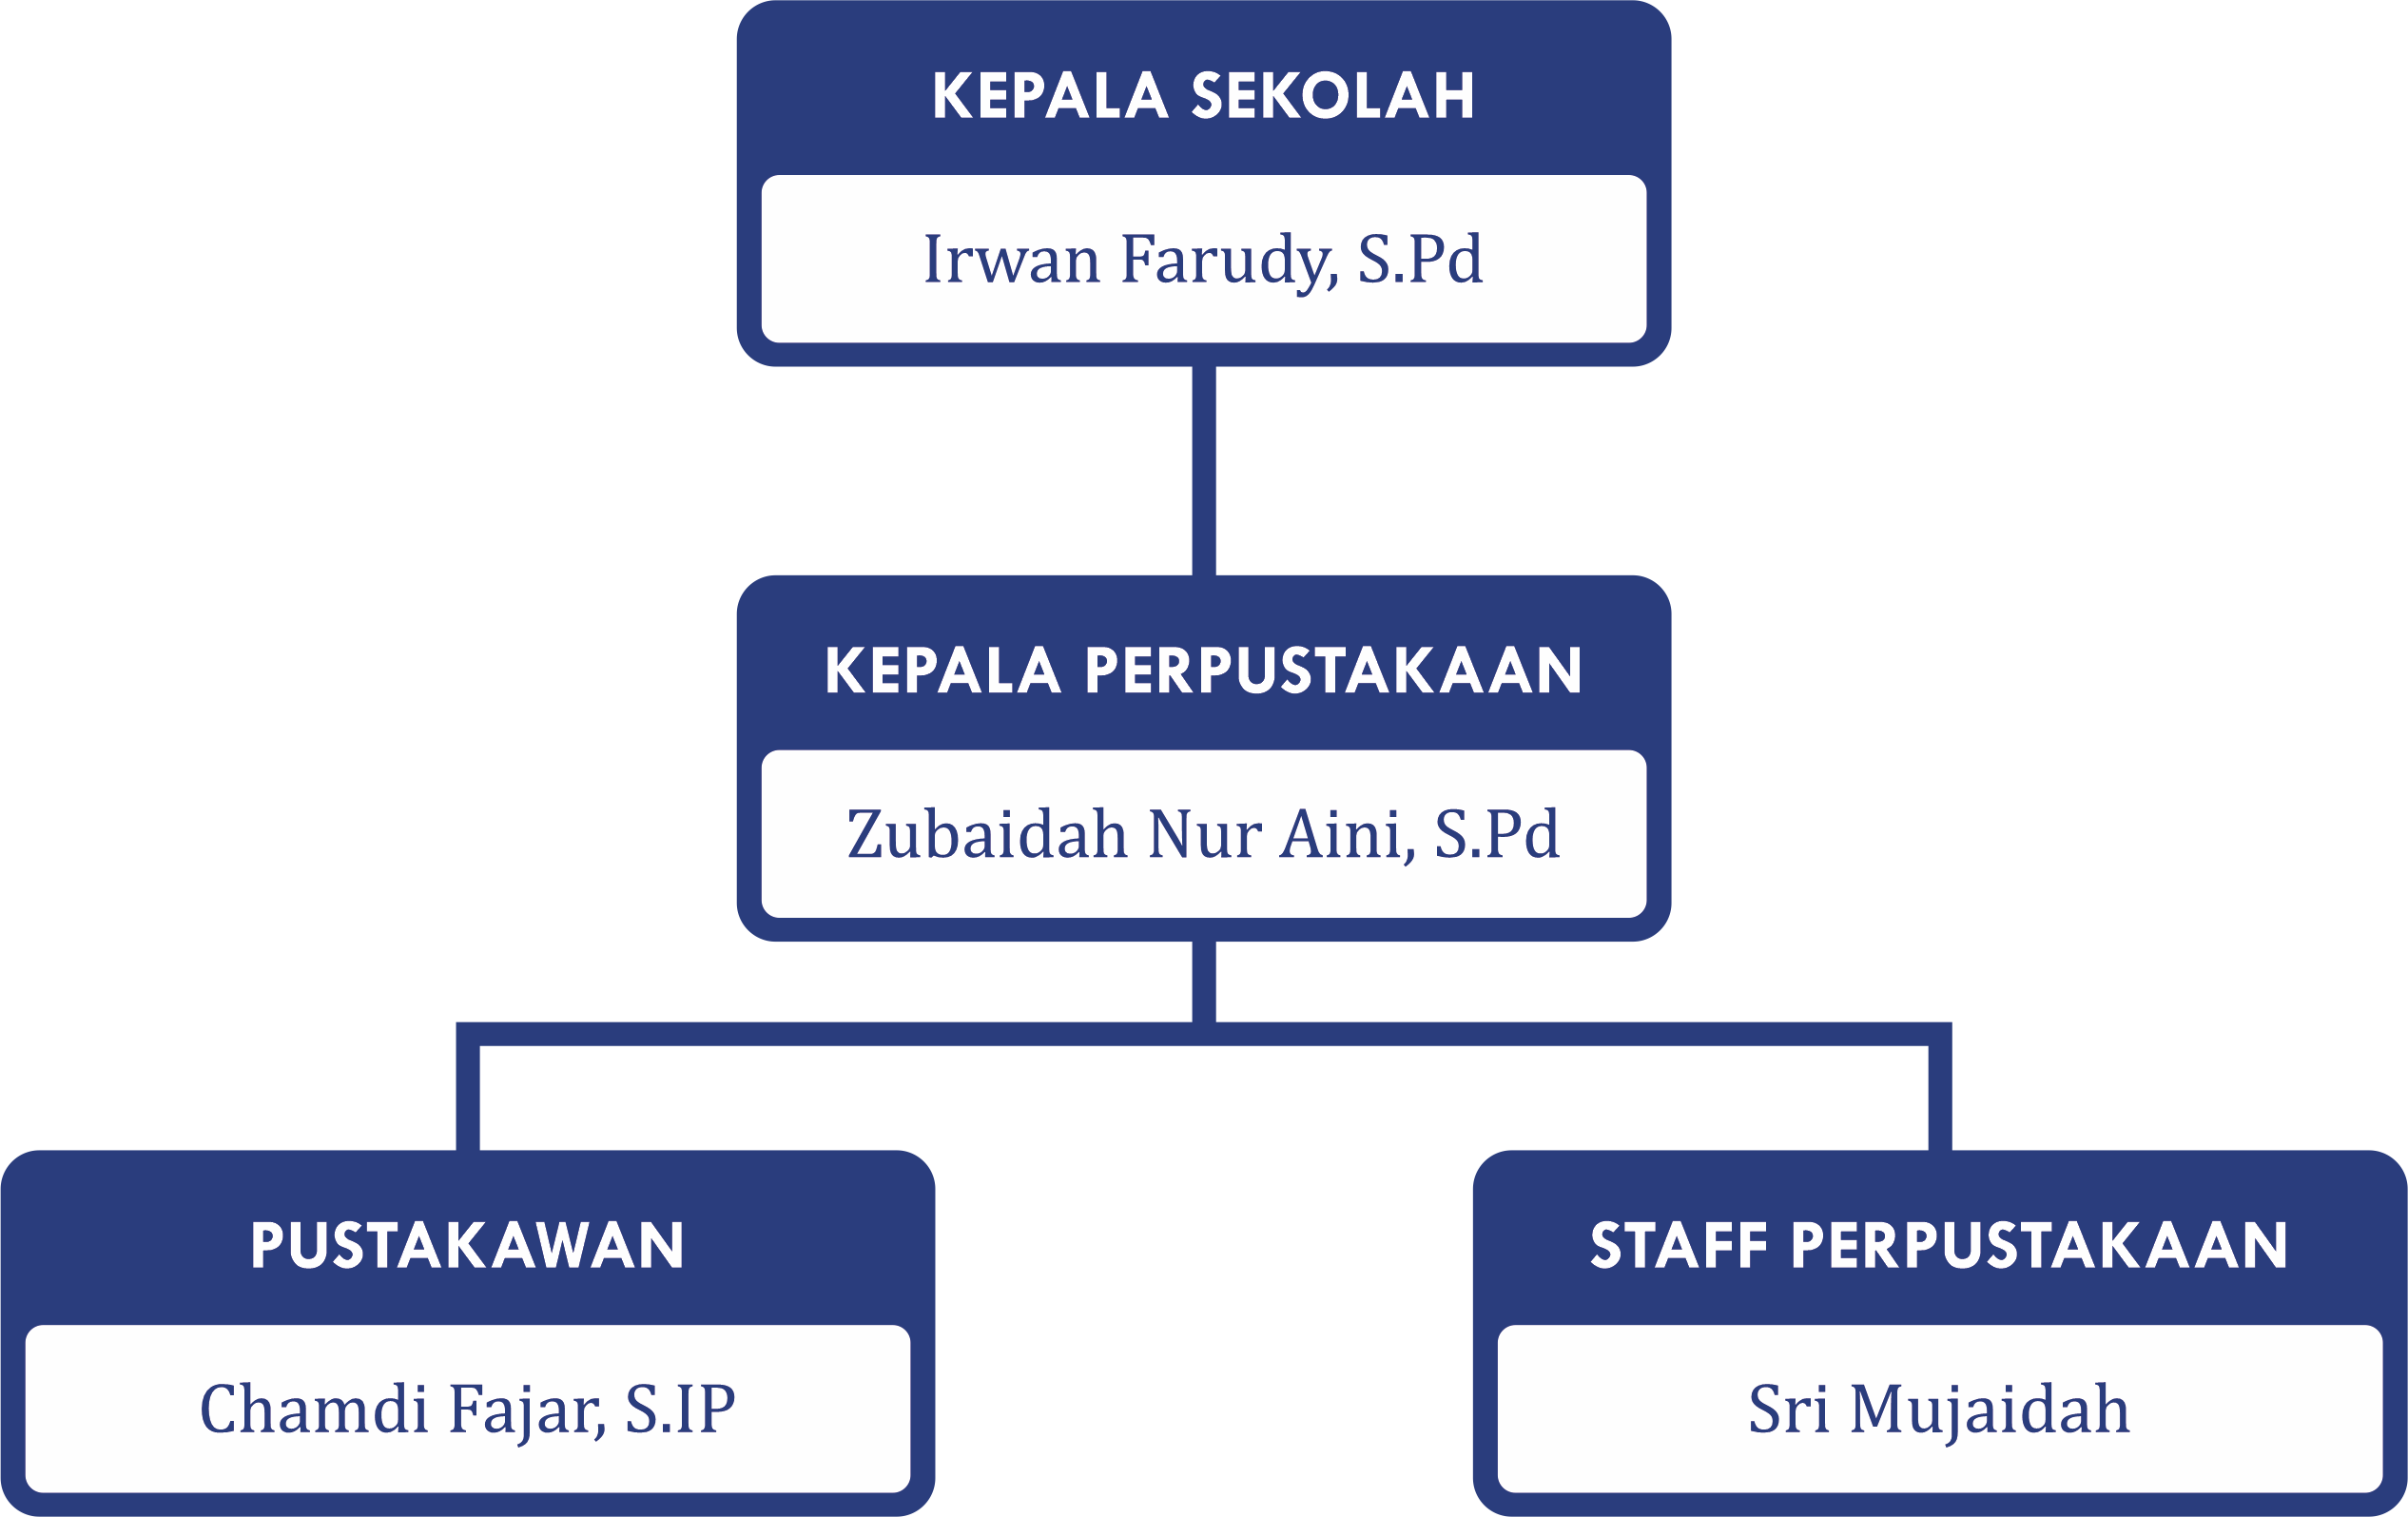 KEPALA SEKOLAH
Irwan Farudy, S.Pd
KEPALA PERPUSTAKAAN
Zubaidah Nur Aini, S.Pd
PUSTAKAWAN
Chamdi Fajar, S.IP
STAFF PERPUSTAKAAN
Sri Mujaidah